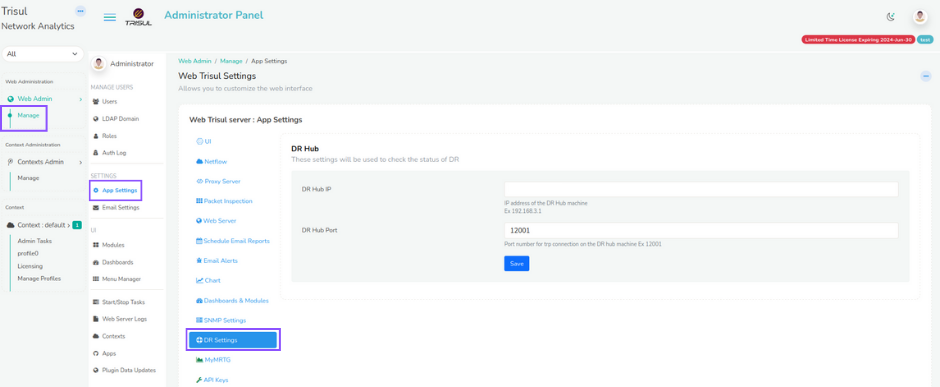 Trisul
Network Analytics
TRISUL
Administrator Panel
Limited Time License Expiring 2024-Jun-30
test
All
Web Administration
Web Admin
Manage
Context Administration
Contexts Admin
Manage
Context
Context : default
1
Admin Tasks
profile0
Licensing
Manage Profiles
Administrator
MANAGE USERS
Users
LDAP Domain
Roles
Auth Log
SETTINGS
App Settings
Email Settings
UI
Modules
Dashboards
Menu Manager
Start/Stop Tasks
Web Server Logs
Contexts
Apps
Plugin Data Updates
Web Admin / Manage / App Settings
Web Trisul Settings
Allows you to customize the web interface
Web Trisul server : App Settings
UI
Netflow
Proxy Server
Packet Inspection
Web Server
Schedule Email Reports
Email Alerts
Chart
Dashboards & Modules
SNMP Settings
DR Settings
MyMRTG
API Keys
DR Hub
These settings will be used to check the status of DR
DR Hub IP
IP address of the DR Hub machine
Ex 192.168.3.1
DR Hub Port
12001
Port number for trp connection on the DR hub machine Ex 12001
Save